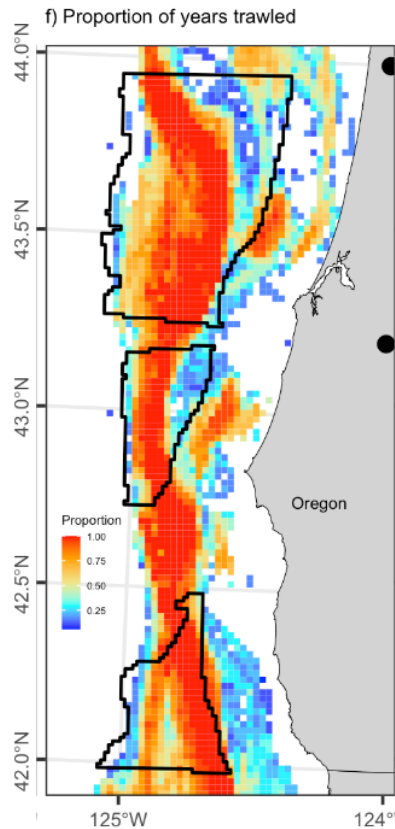 f) Proportion of years trawled
44.0°N
43.5°N
43.0°N
Oregon
Proportion
1.00
0.75
0.50
0.25
42.5°N
42.0°N
125°W
124°